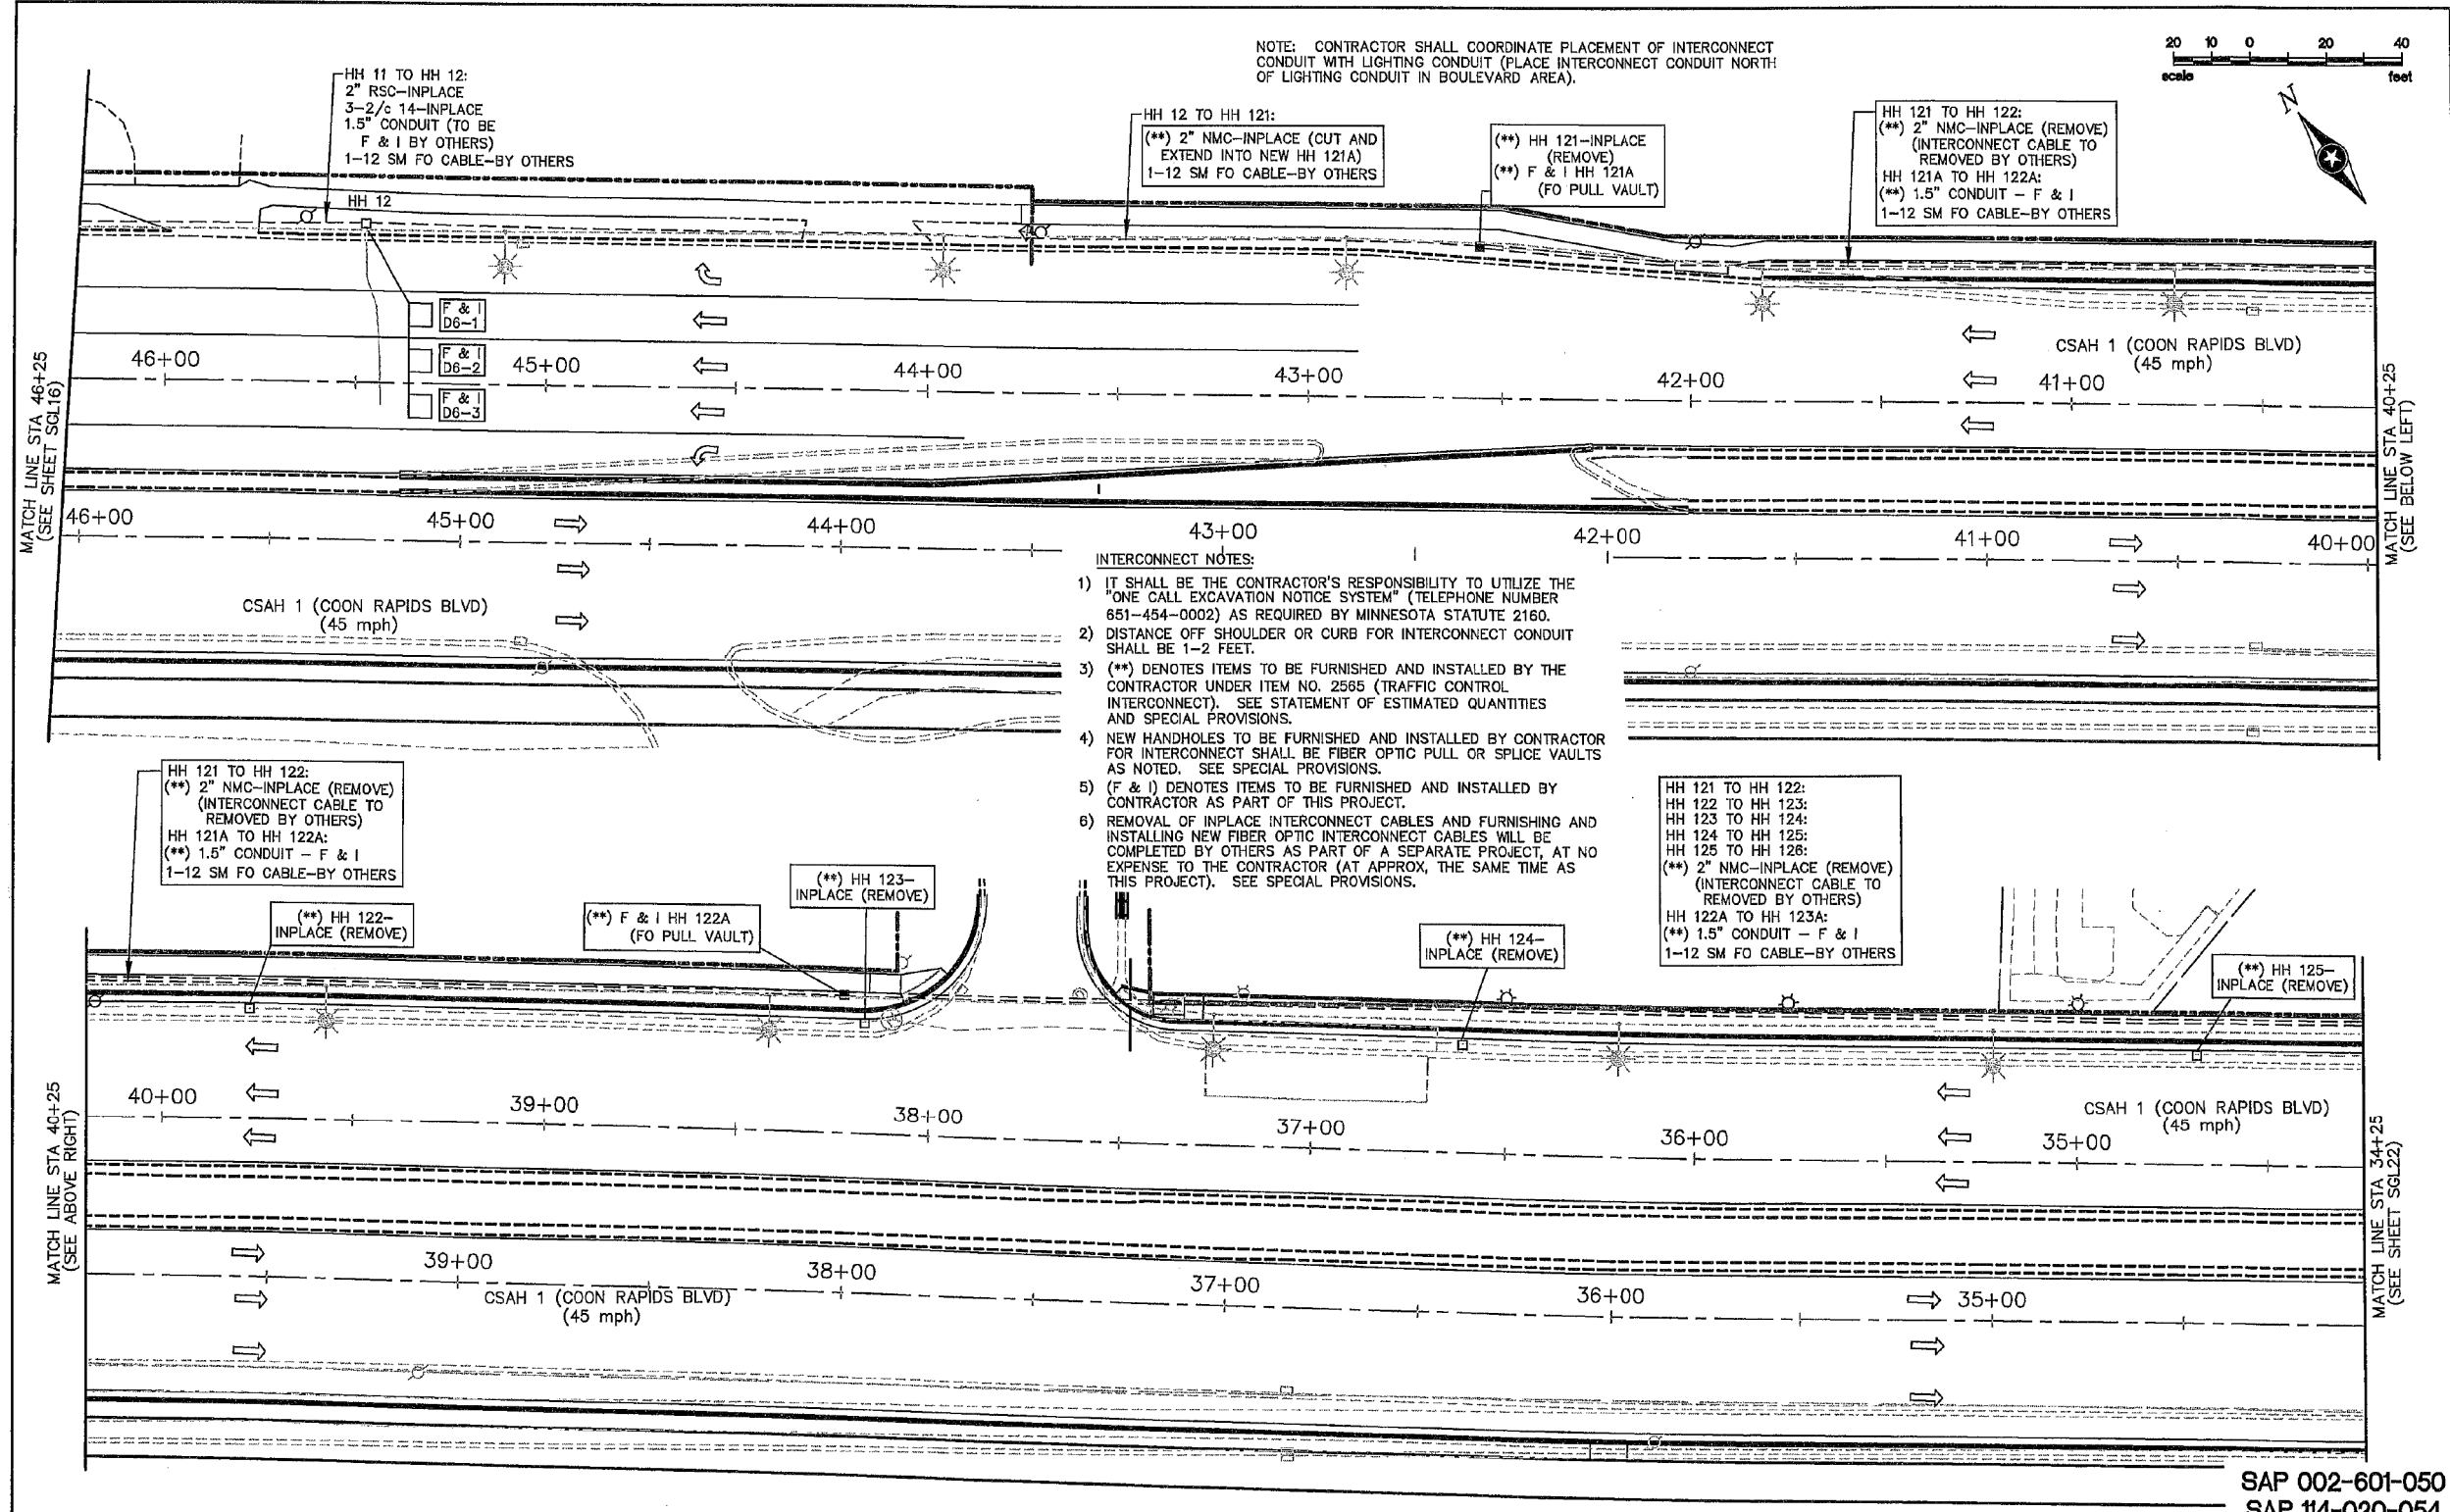 NOTE: CONTRACTOR SHALL COORDINATE PLACEMENT OF INTERCONNECT
CONDUIT WITH LIGHTING CONDUIT (PLACE INTERCONNECT CONDUIT NORTH
OF LIGHTING CONDUIT IN BOULEVARD AREA).
20 10 0 20 40
scale feet
N
HH 11 TO HH 12:
2" RSC-INPLACE
3-2/c 14-INPLACE
1.5" CONDUIT (TO BE
F & I BY OTHERS)
1-12 SM FO CABLE-BY OTHERS
HH 12 TO HH 121:
(**) 2" NMC-INPLACE (CUT AND
EXTEND INTO NEW HH 121A)
1-12 SM FO CABLE-BY OTHERS
(**) HH 121-INPLACE
(REMOVE)
(**) F & I HH 121A
(FO PULL VAULT)
HH 121 TO HH 122:
(**) 2" NMC-INPLACE (REMOVE)
(INTERCONNECT CABLE TO
REMOVED BY OTHERS)
HH 121A TO HH 122A:
(**) 1.5" CONDUIT - F & I
1-12 SM FO CABLE-BY OTHERS
HH 12
F & I
D6-1
F & I
D6-2
F & I
D6-3
MATCH LINE STA 46+25
(SEE SHEET SGL16)
46+00 45+00 44+00 43+00 42+00 41+00
CSAH 1 (COON RAPIDS BLVD)
(45 mph)
MATCH LINE STA 40+25
(SEE BELOW LEFT)
46+00 45+00 44+00 43+00 42+00 41+00 40+00
CSAH 1 (COON RAPIDS BLVD)
(45 mph)
INTERCONNECT NOTES:
1) IT SHALL BE THE CONTRACTOR'S RESPONSIBILITY TO UTILIZE THE
"ONE CALL EXCAVATION NOTICE SYSTEM" (TELEPHONE NUMBER
651-454-0002) AS REQUIRED BY MINNESOTA STATUTE 216D.
2) DISTANCE OFF SHOULDER OR CURB FOR INTERCONNECT CONDUIT
SHALL BE 1-2 FEET.
3) (**) DENOTES ITEMS TO BE FURNISHED AND INSTALLED BY THE
CONTRACTOR UNDER ITEM NO. 2565 (TRAFFIC CONTROL
INTERCONNECT). SEE STATEMENT OF ESTIMATED QUANTITIES
AND SPECIAL PROVISIONS.
4) NEW HANDHOLES TO BE FURNISHED AND INSTALLED BY CONTRACTOR
FOR INTERCONNECT SHALL BE FIBER OPTIC PULL OR SPLICE VAULTS
AS NOTED. SEE SPECIAL PROVISIONS.
5) (F & I) DENOTES ITEMS TO BE FURNISHED AND INSTALLED BY
CONTRACTOR AS PART OF THIS PROJECT.
6) REMOVAL OF INPLACE INTERCONNECT CABLES AND FURNISHING AND
INSTALLING NEW FIBER OPTIC INTERCONNECT CABLES WILL BE
COMPLETED BY OTHERS AS PART OF A SEPARATE PROJECT, AT NO
EXPENSE TO THE CONTRACTOR (AT APPROX, THE SAME TIME AS
THIS PROJECT). SEE SPECIAL PROVISIONS.
HH 121 TO HH 122:
(**) 2" NMC-INPLACE (REMOVE)
(INTERCONNECT CABLE TO
REMOVED BY OTHERS)
HH 121A TO HH 122A:
(**) 1.5" CONDUIT - F & I
1-12 SM FO CABLE-BY OTHERS
(**) HH 122-
INPLACE (REMOVE)
(**) F & I HH 122A
(FO PULL VAULT)
(**) HH 123-
INPLACE (REMOVE)
(**) HH 124-
INPLACE (REMOVE)
HH 121 TO HH 122:
HH 122 TO HH 123:
HH 123 TO HH 124:
HH 124 TO HH 125:
HH 125 TO HH 126:
(**) 2" NMC-INPLACE (REMOVE)
(INTERCONNECT CABLE TO
REMOVED BY OTHERS)
HH 122A TO HH 123A:
(**) 1.5" CONDUIT - F & I
1-12 SM FO CABLE-BY OTHERS
(**) HH 125-
INPLACE (REMOVE)
MATCH LINE STA 40+25
(SEE ABOVE RIGHT)
40+00 39+00 38+00 37+00 36+00 35+00
CSAH 1 (COON RAPIDS BLVD)
(45 mph)
MATCH LINE STA 34+25
(SEE SHEET SGL22)
39+00 38+00 37+00 36+00 35+00
CSAH 1 (COON RAPIDS BLVD)
(45 mph)
SAP 002-601-050
SAP 114-020-054